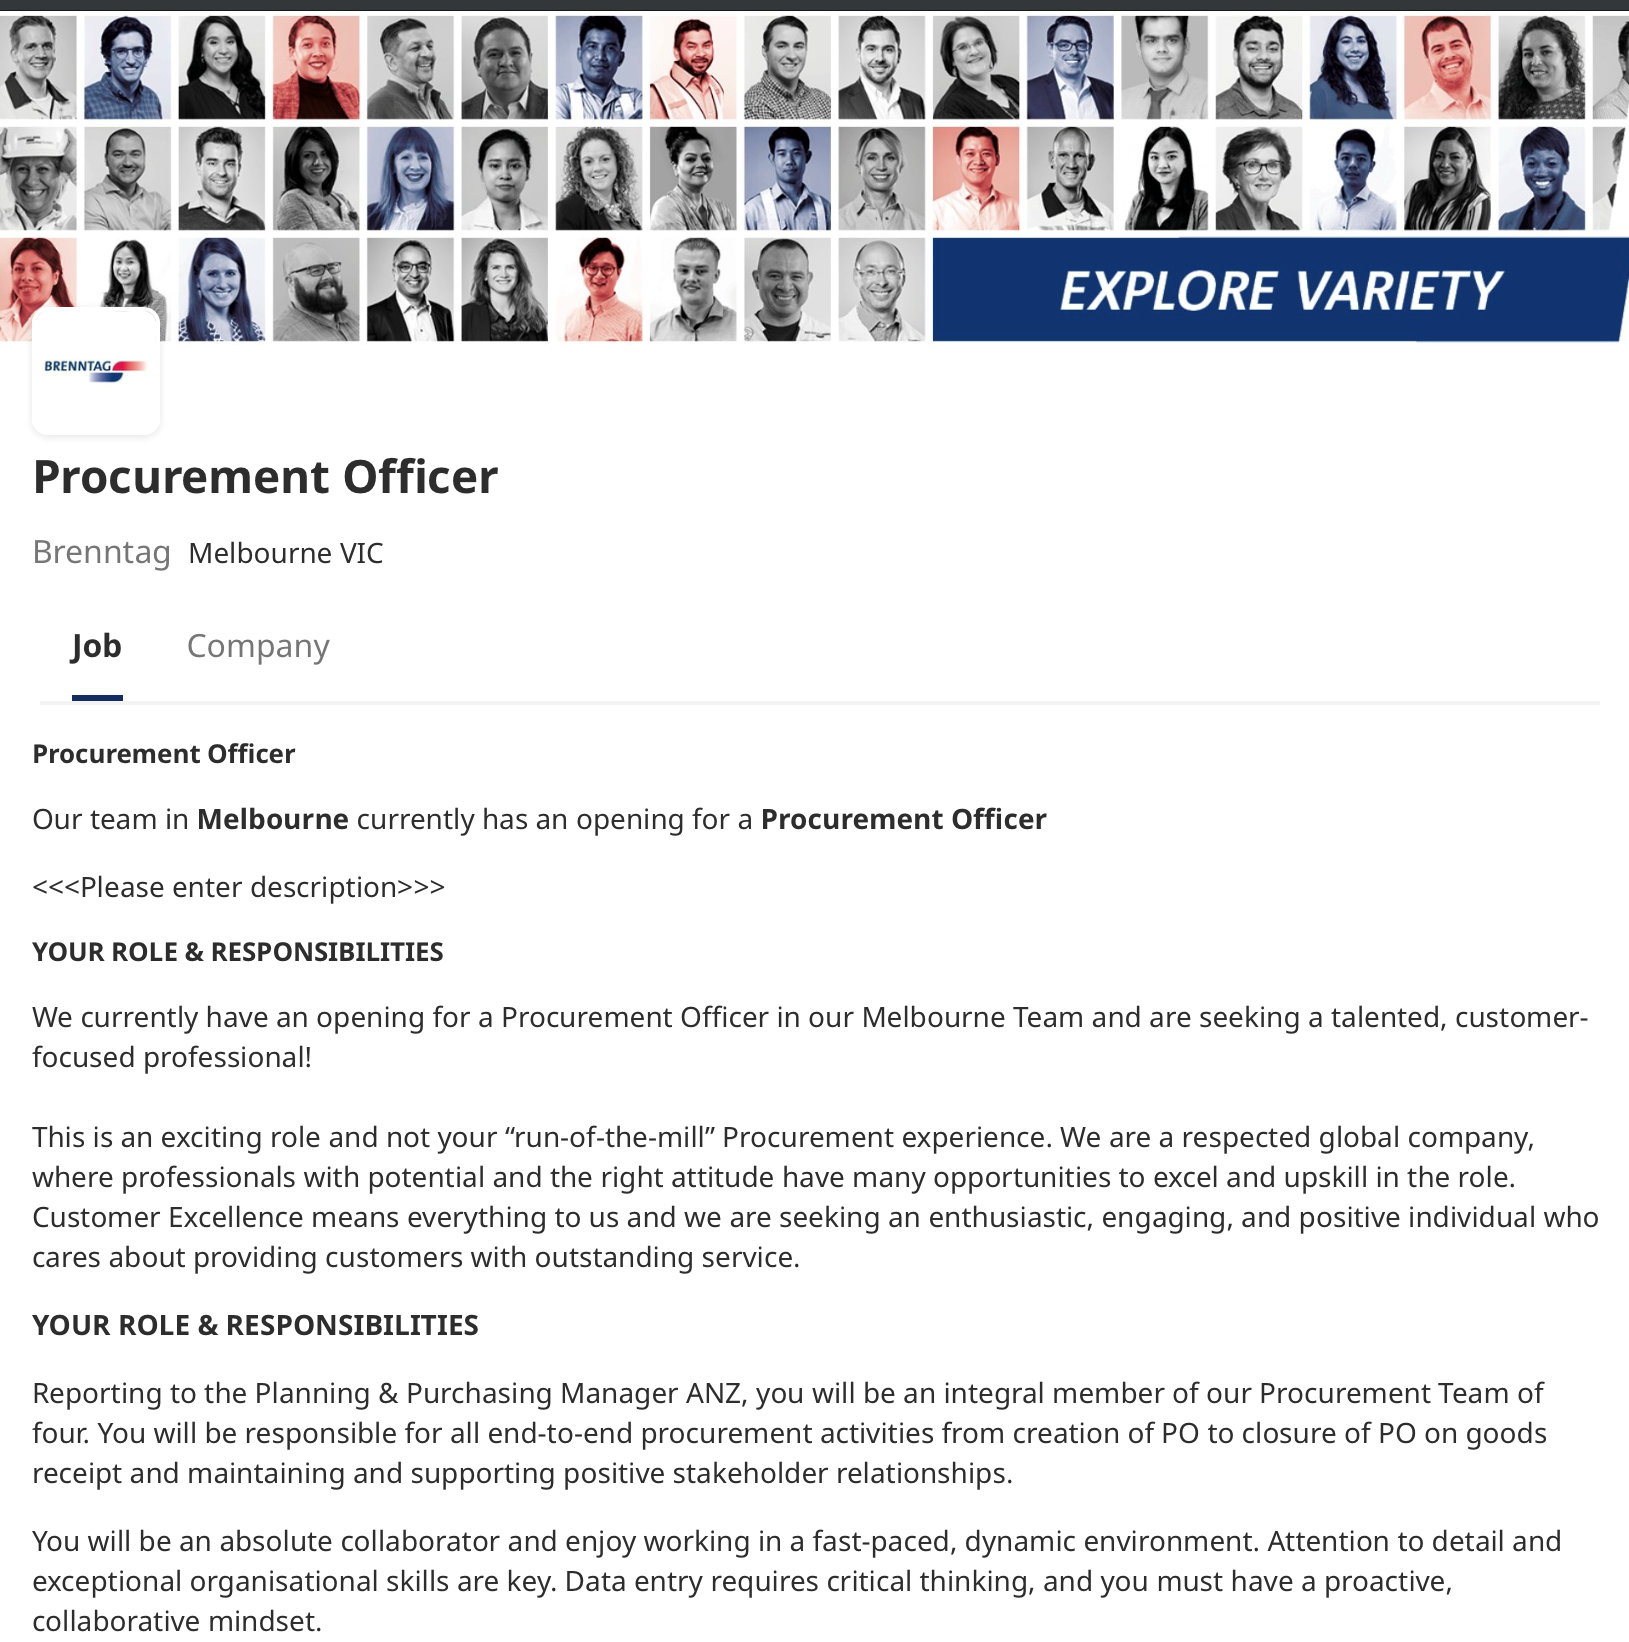 EXPLORE VARIETY
BRENNTAG
Procurement Officer
Brenntag Melbourne VIC
Job Company
Procurement Officer
Our team in Melbourne currently has an opening for a Procurement Officer
<<<Please enter description>>>
YOUR ROLE & RESPONSIBILITIES
We currently have an opening for a Procurement Officer in our Melbourne Team and are seeking a talented, customer-
focused professional!
This is an exciting role and not your “run-of-the-mill” Procurement experience. We are a respected global company,
where professionals with potential and the right attitude have many opportunities to excel and upskill in the role.
Customer Excellence means everything to us and we are seeking an enthusiastic, engaging, and positive individual who
cares about providing customers with outstanding service.
YOUR ROLE & RESPONSIBILITIES
Reporting to the Planning & Purchasing Manager ANZ, you will be an integral member of our Procurement Team of
four. You will be responsible for all end-to-end procurement activities from creation of PO to closure of PO on goods
receipt and maintaining and supporting positive stakeholder relationships.
You will be an absolute collaborator and enjoy working in a fast-paced, dynamic environment. Attention to detail and
exceptional organisational skills are key. Data entry requires critical thinking, and you must have a proactive,
collaborative mindset.